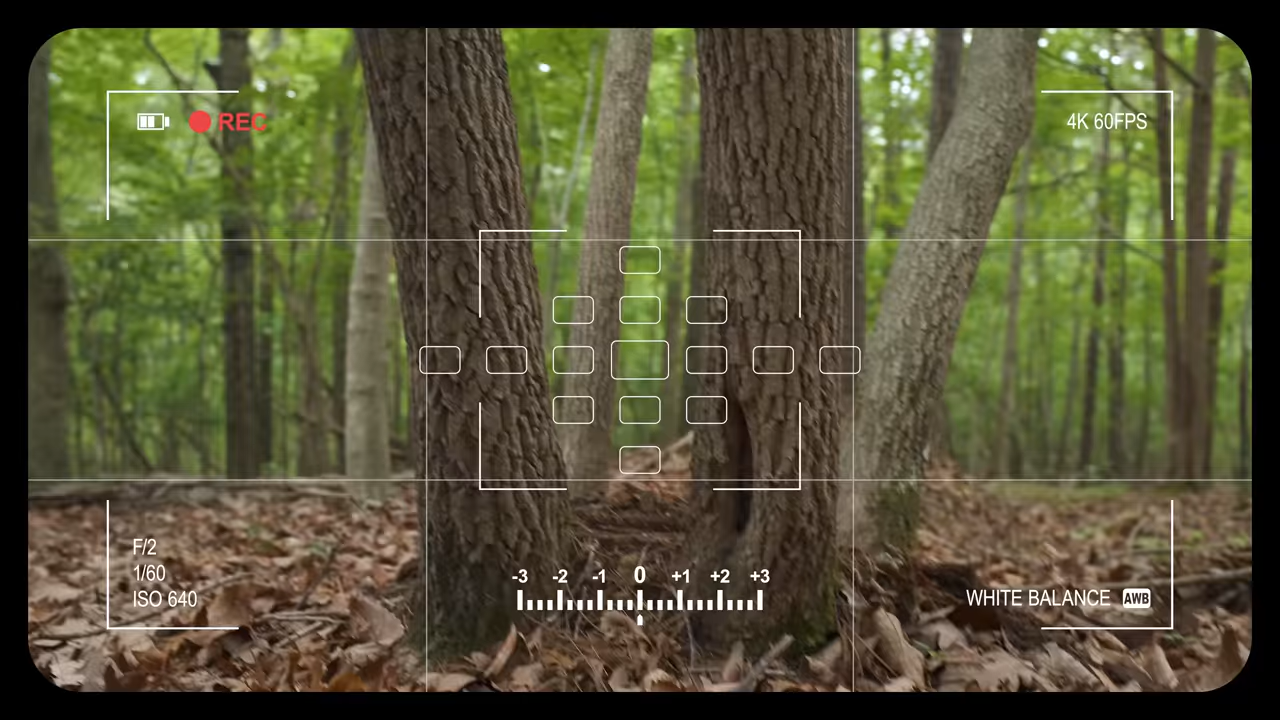 REC
4K 60FPS
F/2
1/60
ISO 640
-3 -2 -1 0 +1 +2 +3
WHITE BALANCE AWB